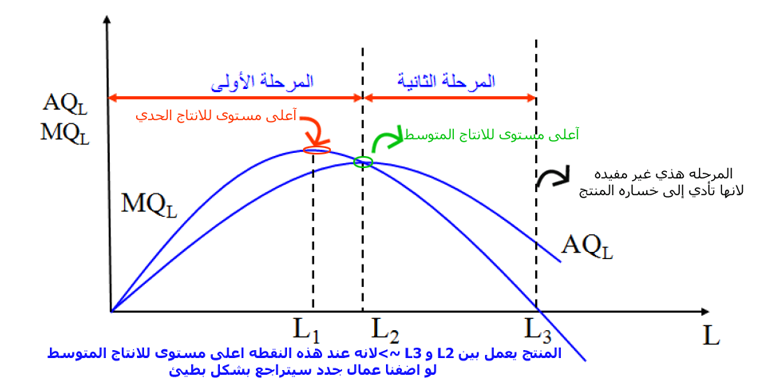 المرحلة الأولى
المرحلة الثانية
AQL
MQL
أعلى مستوى للانتاج الحدي
أعلى مستوى للانتاج المتوسط
المرحله هذي غير مفيده
لانها تأدي إلى خساره المنتج
MQL
AQL
L1
L2
L3
L
المنتج يعمل بين L2 و L3 ~>لانه عند هذه النقطه اعلى مستوى للانتاج المتوسط
لو اضفنا عمال جدد سيتراجع بشكل بطيئ